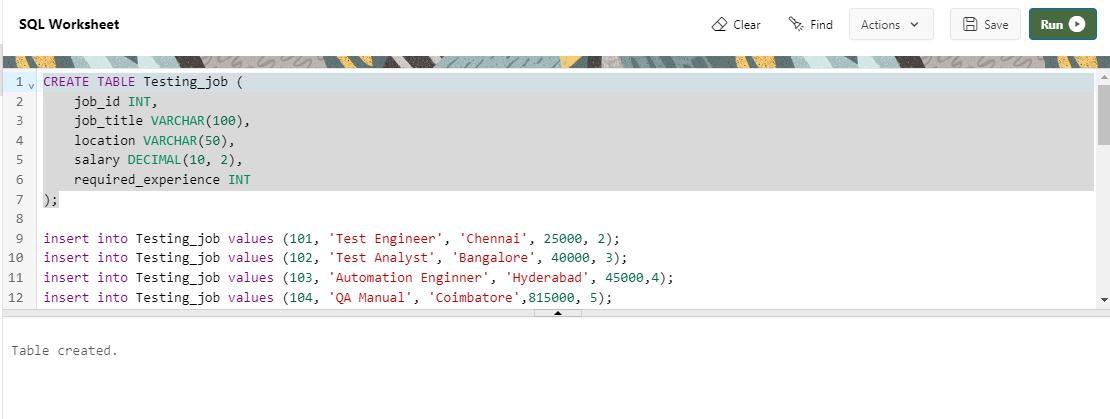 SQL Worksheet Clear Find Actions Save Run
1 CREATE TABLE Testing_job (
2 job_id INT,
3 job_title VARCHAR(100),
4 location VARCHAR(50),
5 salary DECIMAL(10, 2),
6 required_experience INT
7 );
8
9 insert into Testing_job values (101, 'Test Engineer', 'Chennai', 25000, 2);
10 insert into Testing_job values (102, 'Test Analyst', 'Bangalore', 40000, 3);
11 insert into Testing_job values (103, 'Automation Enginner', 'Hyderabad', 45000,4);
12 insert into Testing_job values (104, 'QA Manual', 'Coimbatore',815000, 5);
Table created.